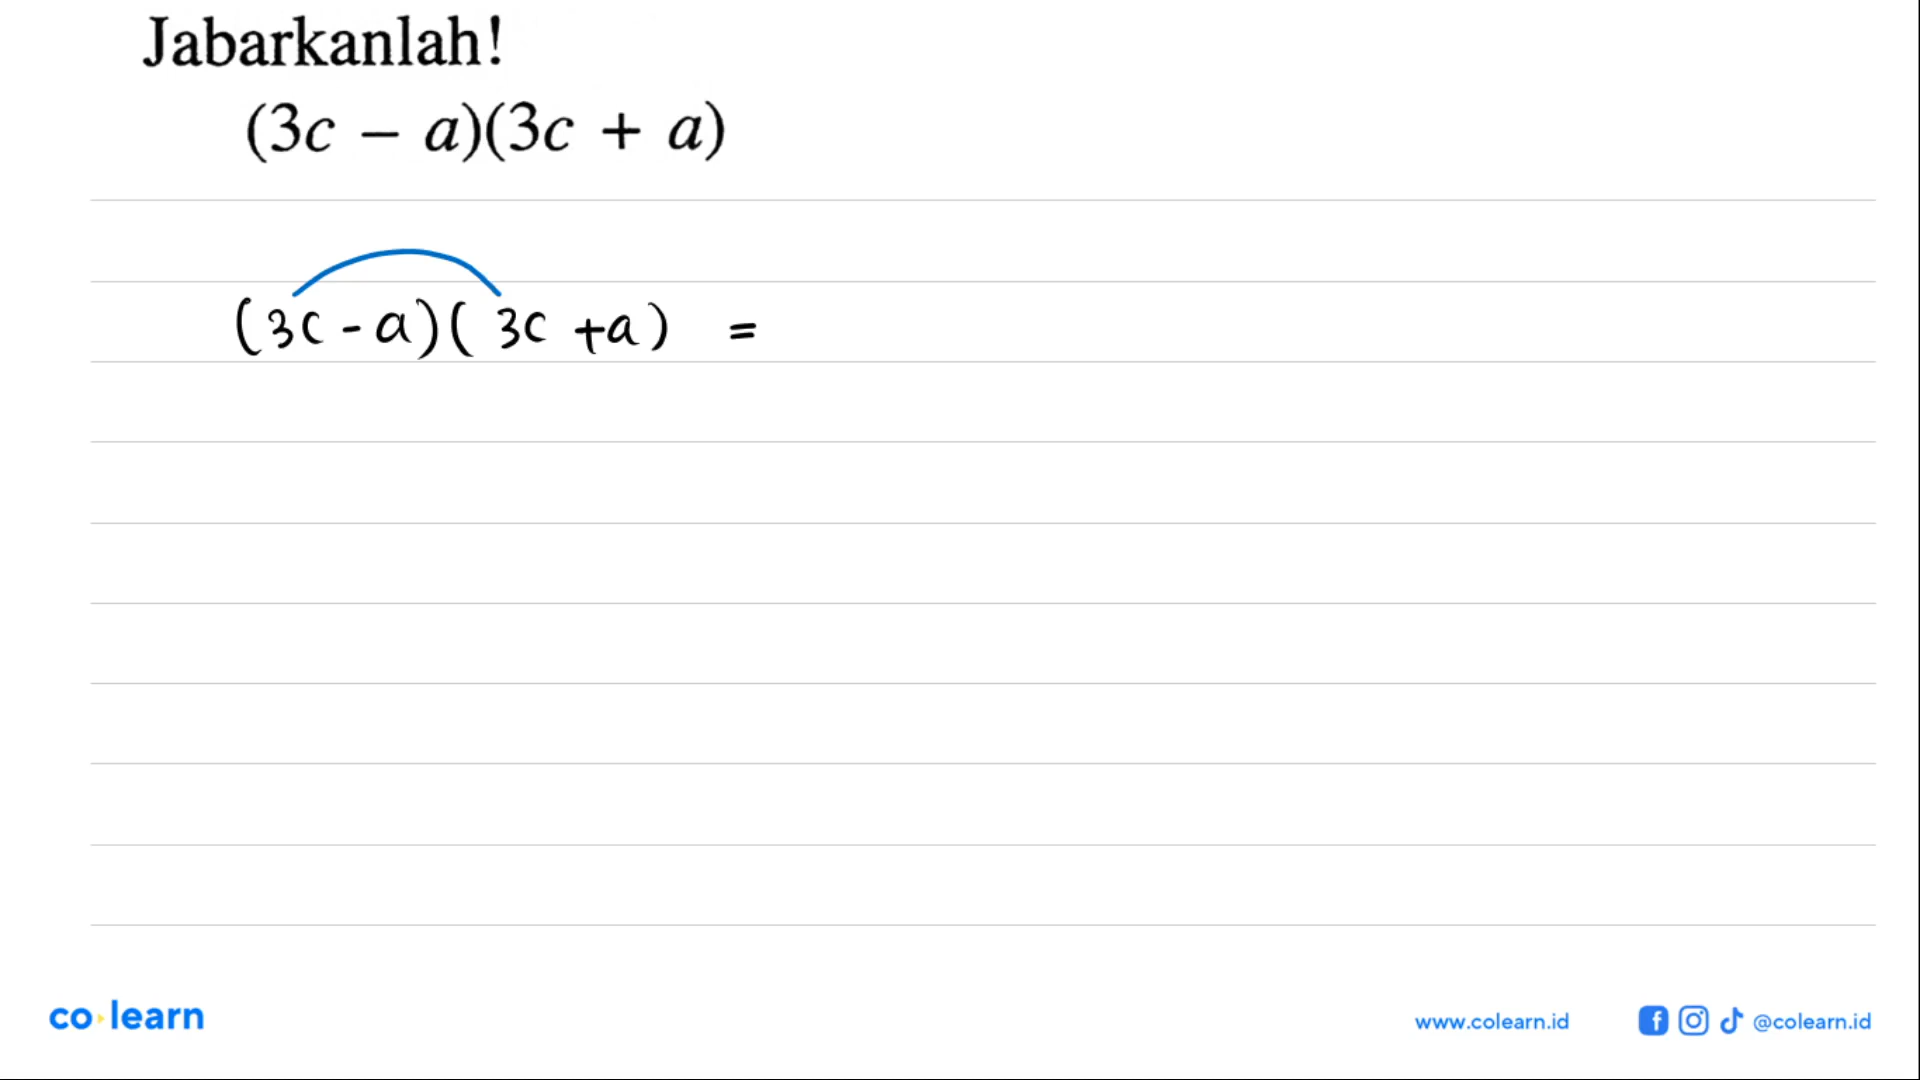 Jabarkanlah!
(3c − a)(3c + a)
(3c - a)(3c + a) =
co learn
www.colearn.id @colearn.id